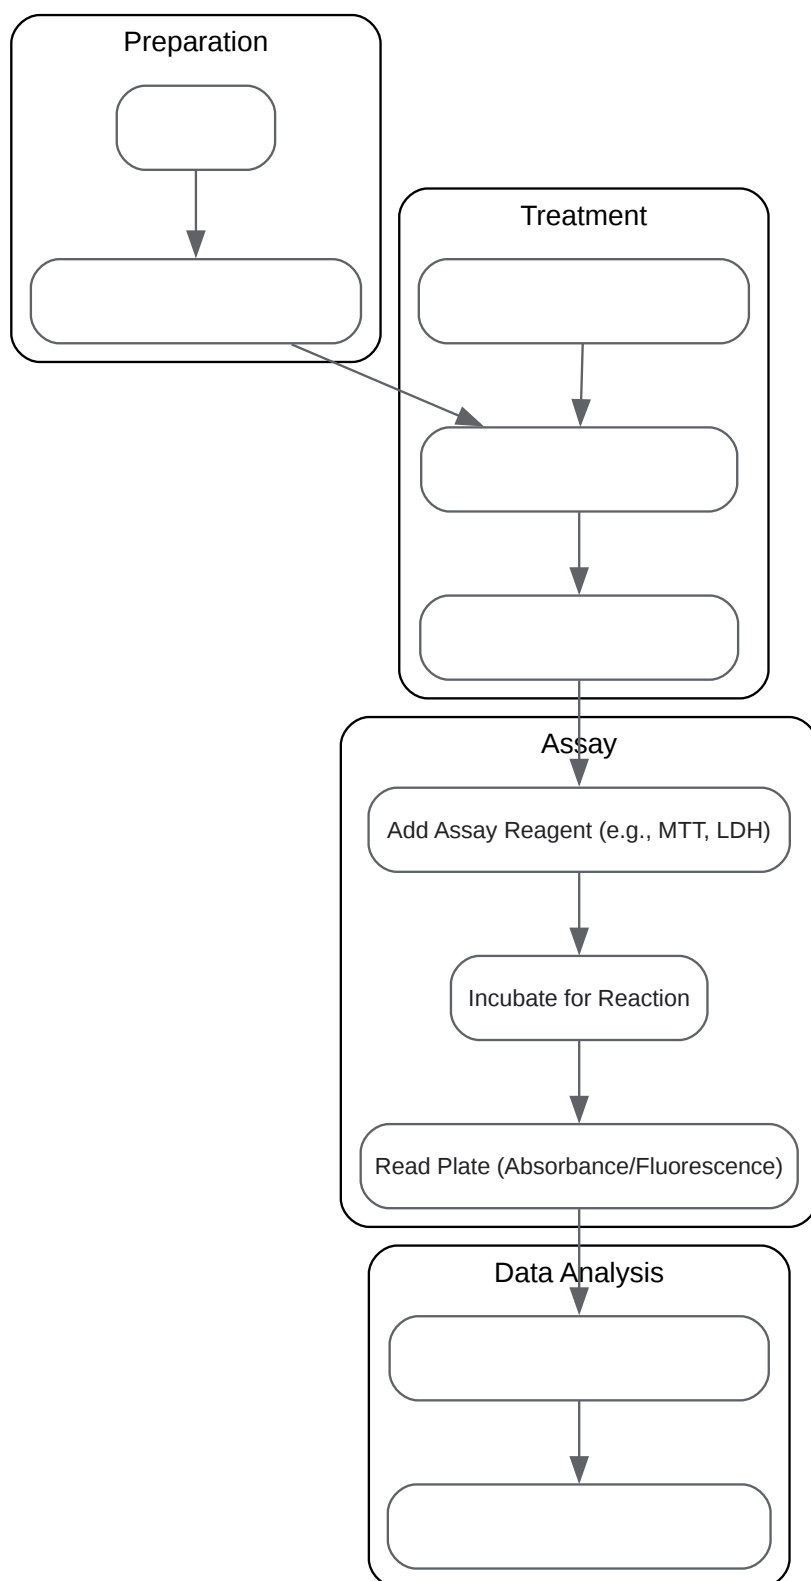 Preparation
Treatment
Assay
Add Assay Reagent (e.g., MTT, LDH)
Incubate for Reaction
Read Plate (Absorbance/Fluorescence)
Data Analysis